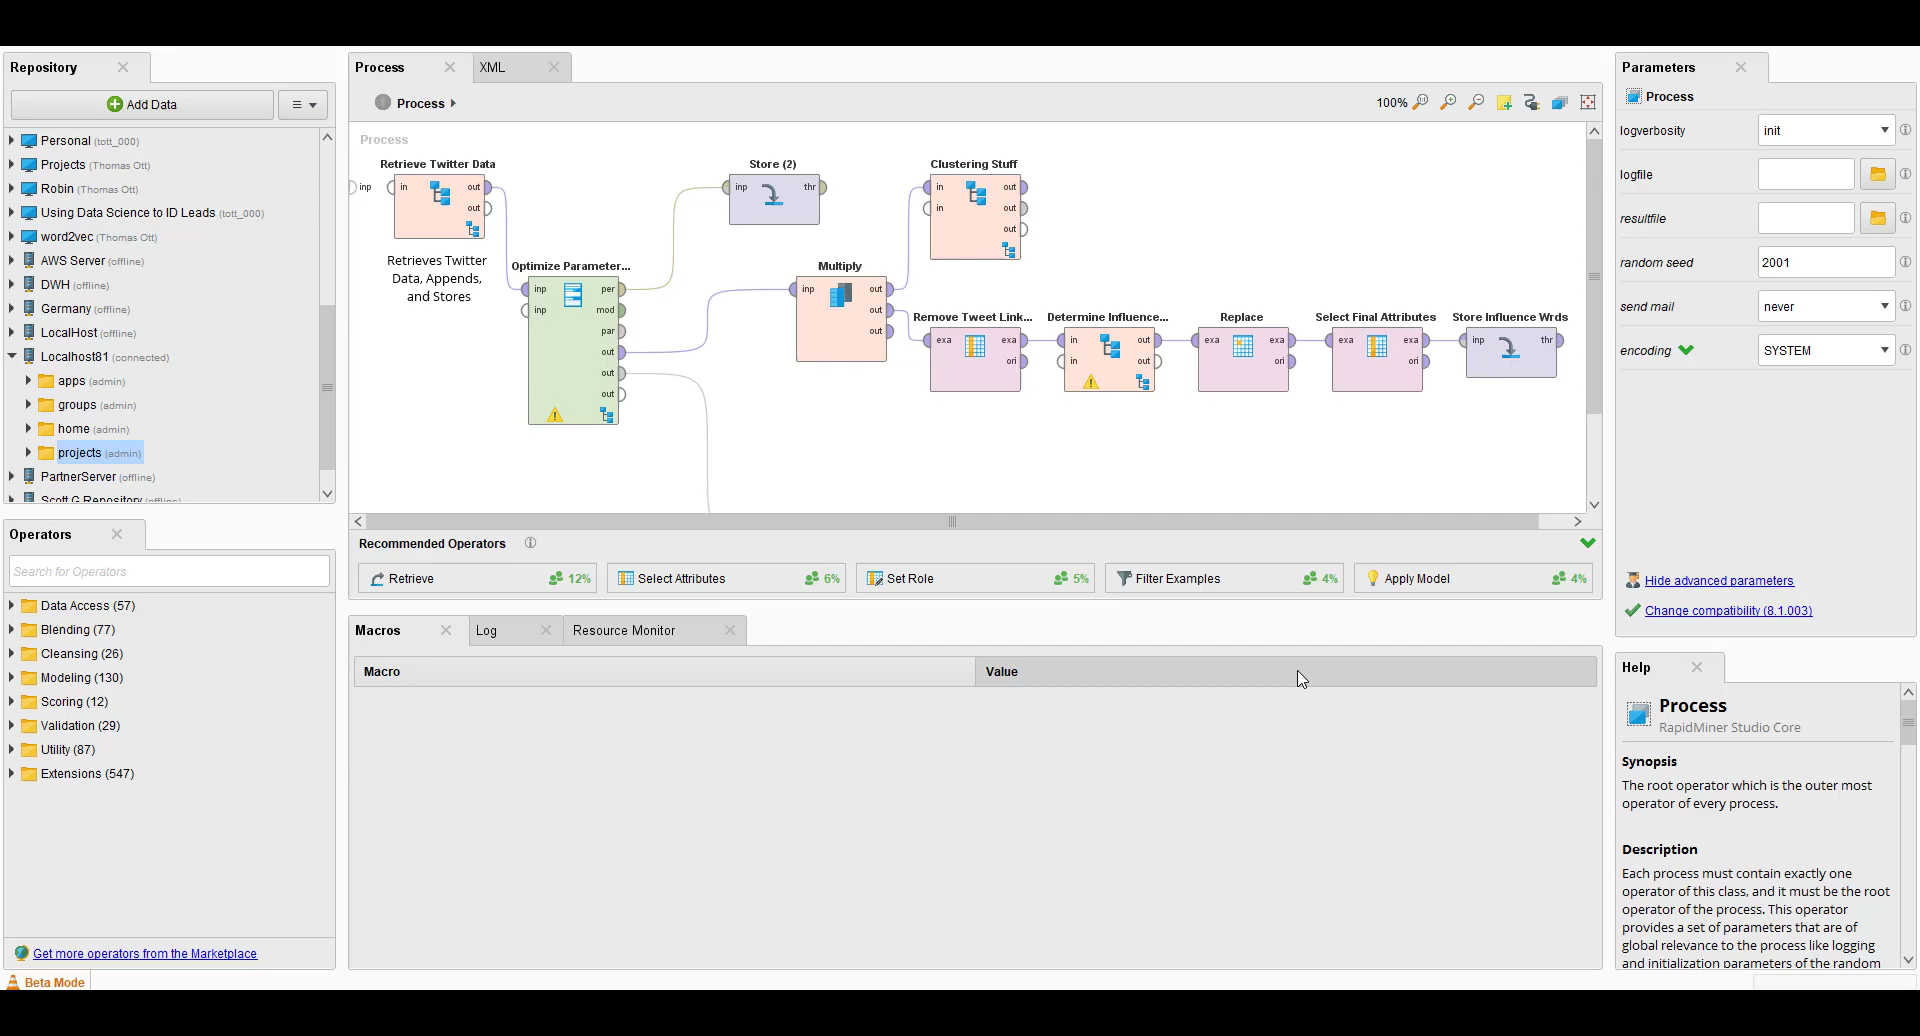 Repository
Add Data
Personal (tott_000)
Projects (Thomas Ott)
Robin (Thomas Ott)
Using Data Science to ID Leads (tott_000)
word2vec (Thomas Ott)
AWS Server (offline)
DWH (offline)
Germany (offline)
LocalHost (offline)
Localhost81 (connected)
apps (admin)
groups (admin)
home (admin)
projects (admin)
PartnerServer (offline)
Scott G Repository (offline)
Operators
Search for Operators
Data Access (57)
Blending (77)
Cleansing (26)
Modeling (130)
Scoring (12)
Validation (29)
Utility (87)
Extensions (547)
Get more operators from the Marketplace
Beta Mode
Process XML
Process
100%
Process
Retrieve Twitter Data
inp in out
out
Retrieves Twitter
Data, Appends,
and Stores
Optimize Parameter...
inp per
inp mod
par
out
out
out
Store (2)
inp thr
Multiply
inp out
out
out
Clustering Stuff
in out
in out
out
Remove Tweet Link...
exa exa
ori
Determine Influence...
in out
in out
Replace
exa exa
ori
Select Final Attributes
exa exa
ori
Store Influence Wrds
inp thr
Recommended Operators
Retrieve 12%
Select Attributes 6%
Set Role 5%
Filter Examples 4%
Apply Model 4%
Macros Log Resource Monitor
Macro Value
Parameters
Process
logverbosity init
logfile
resultfile
random seed 2001
send mail never
encoding SYSTEM
Hide advanced parameters
Change compatibility (8.1.003)
Help
Process
RapidMiner Studio Core
Synopsis
The root operator which is the outer most
operator of every process.
Description
Each process must contain exactly one
operator of this class, and it must be the root
operator of the process. This operator
provides a set of parameters that are of
global relevance to the process like logging
and initialization parameters of the random